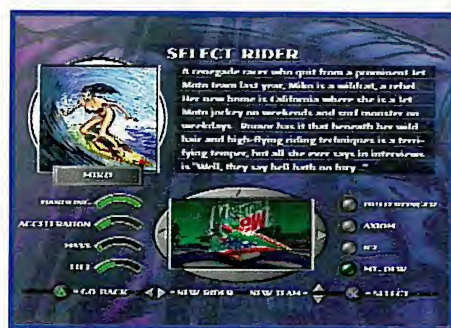 SELECT RIDER
A renegade racer who quit from a prominent Jet
Moto team last year, Miko is a wildcat, a rebel.
Her new home is California where she is a Jet
Moto jockey on weekends and surf monster on
weekdays. Rumor has it that beneath her wild
hair and high-flying riding techniques is a terri-
fying temper, but all she ever says in interviews
is "Well, they say hell hath no fury..."
MIKO
HANDLING
ACCELERATION
MASS
LIFT
Mountain Dew
AXIOM
K2
MT. DEW
= GO BACK
= NEW RIDER
NEW TEAM =
= SELECT